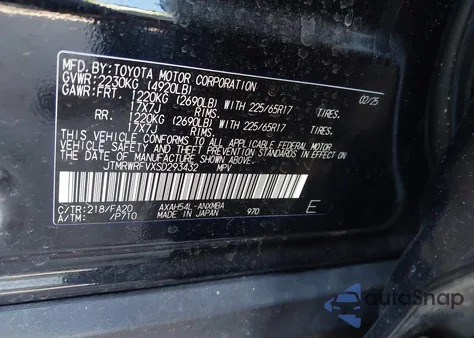 MFD.BY:TOYOTA MOTOR CORPORATION 02/25
GVWR:2230KG (4920LB)
GAWR:FRT. 1220KG (2690LB) WITH 225/65R17 TIRES.
17X7J RIMS.
RR. 1220KG (2690LB) WITH 225/65R17 TIRES.
17X7J RIMS.
THIS VEHICLE CONFORMS TO ALL APPLICABLE FEDERAL MOTOR
VEHICLE SAFETY AND THEFT PREVENTION STANDARDS IN
EFFECT ON THE DATE OF MANUFACTURE SHOWN ABOVE.
JTMRWRFVXSD293432 MPV
C/TR:218/FA20 AXAH54L-ANXMBA
A/TM: /P710 MADE IN JAPAN 970 E
autoSnap